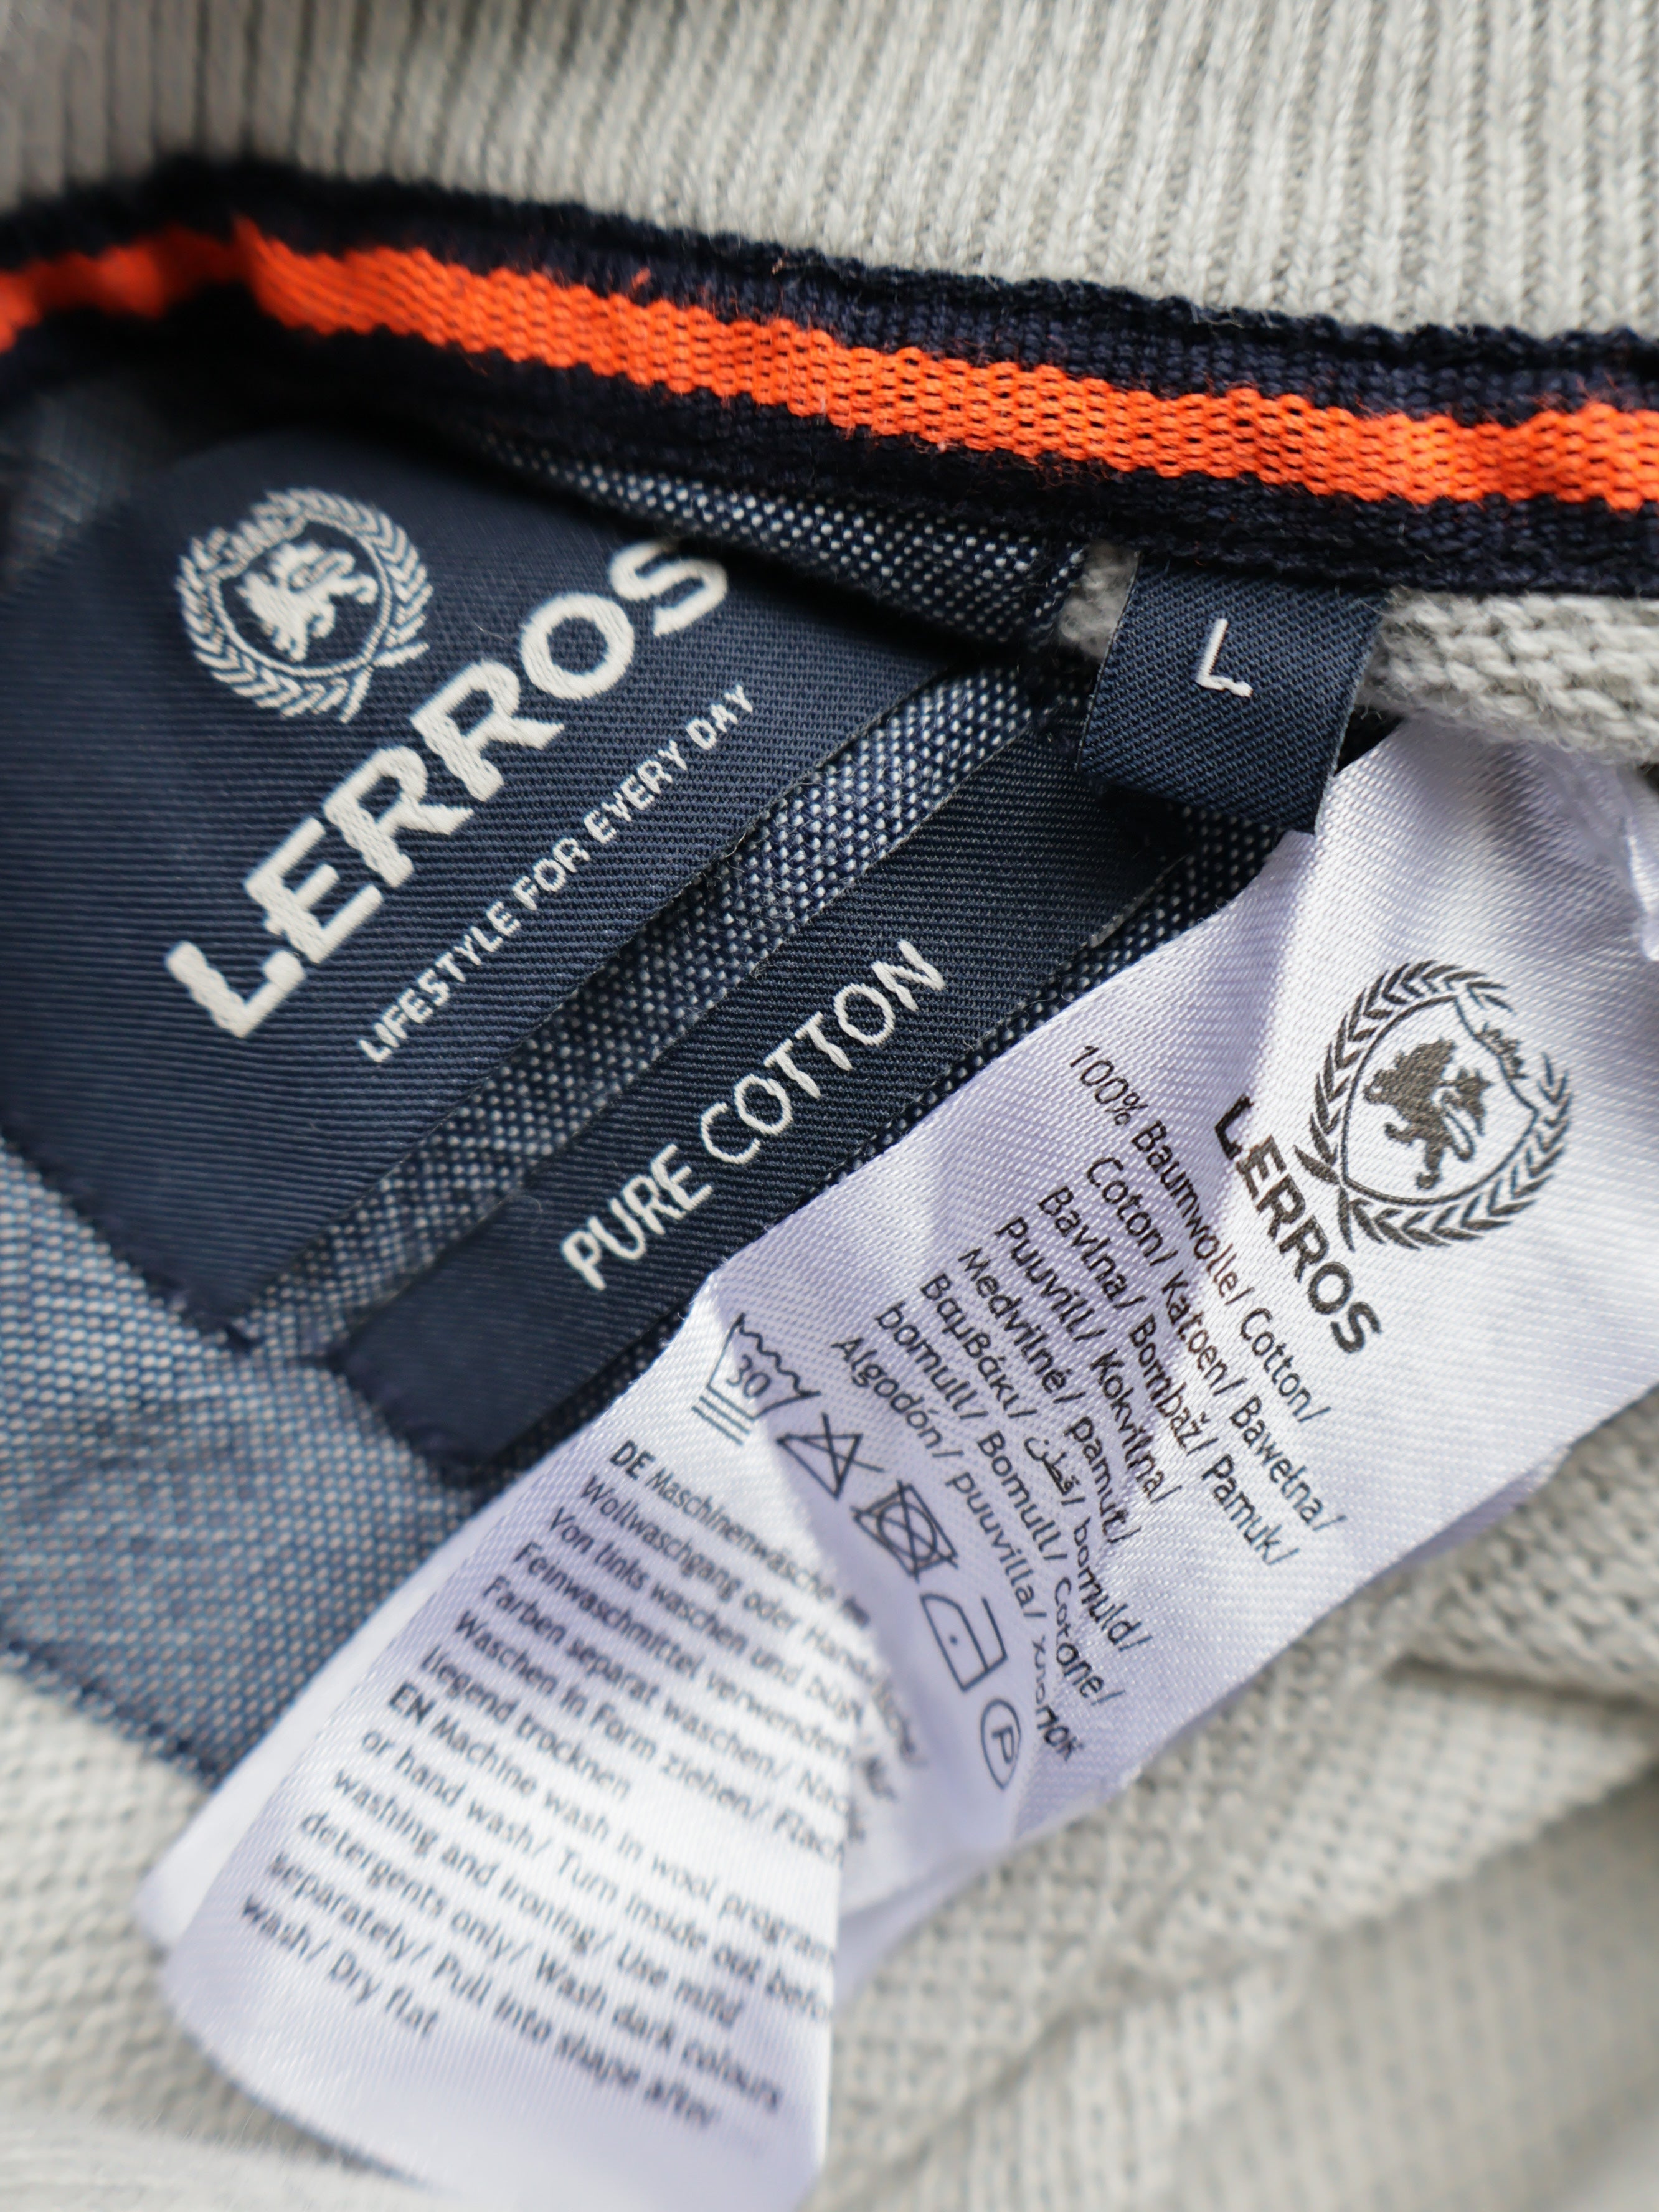 LERROS
LIFESTYLE FOR EVERY DAY
PURE COTTON
L
LERROS
100% Baumwolle/ Cotton/
Coton/ Katoen/ Bawełna/
Bavlna/ Bombaž/ Pamuk/
Puuvill/ Kokvilna/
Medvilnė/ pamut/
Βαμβάκι/ قطن/ bomuld/
bomull/ Bomull/ Cotone/
Algodón/ puuvilla/
30
P
DE Maschinenwäsche im
Wollwaschgang oder
Von links waschen und
Feinwaschmittel verwenden/
Farben separat waschen/ Nach
Waschen in Form ziehen/ Flach
liegend trocknen
EN Machine wash in wool program
or hand wash/ Turn inside out before
washing and ironing/ Use mild
detergents only/ Wash dark colours
separately/ Pull into shape after
wash/ Dry flat